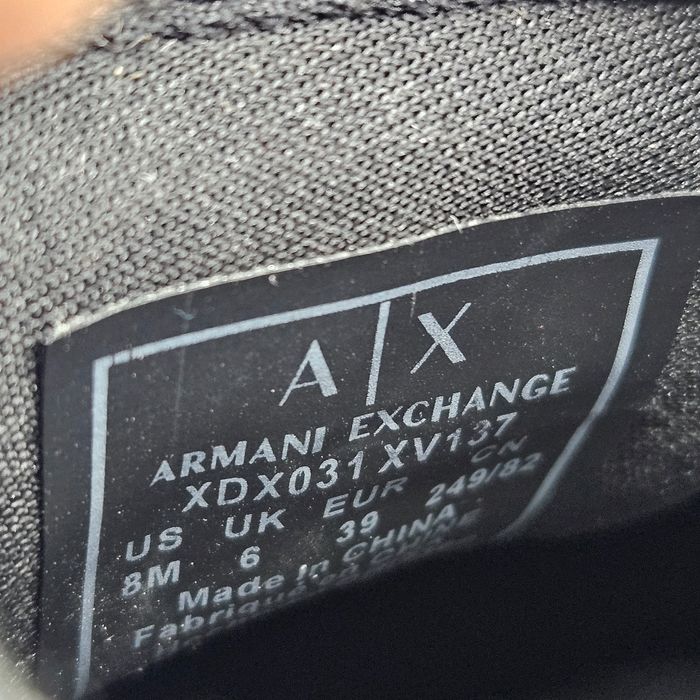 A|X
ARMANI EXCHANGE
XDX031 XV137
US UK EUR CN
8M 6 39 249/82
Made In CHINA